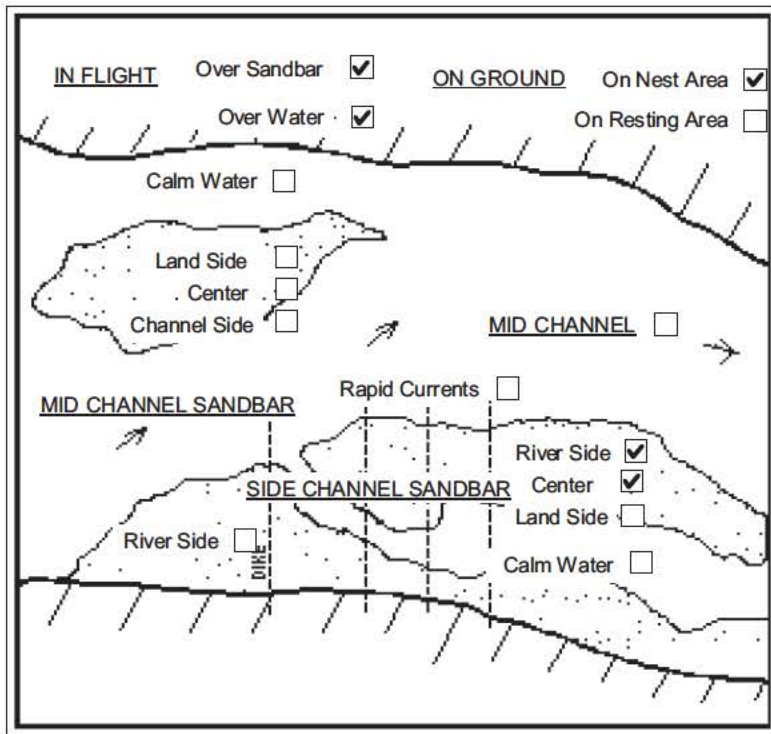 IN FLIGHT Over Sandbar ON GROUND On Nest Area
Over Water On Resting Area
Calm Water
Land Side
Center
Channel Side
MID CHANNEL
Rapid Currents
MID CHANNEL SANDBAR
River Side
SIDE CHANNEL SANDBAR Center
Land Side
River Side
DIKE
Calm Water